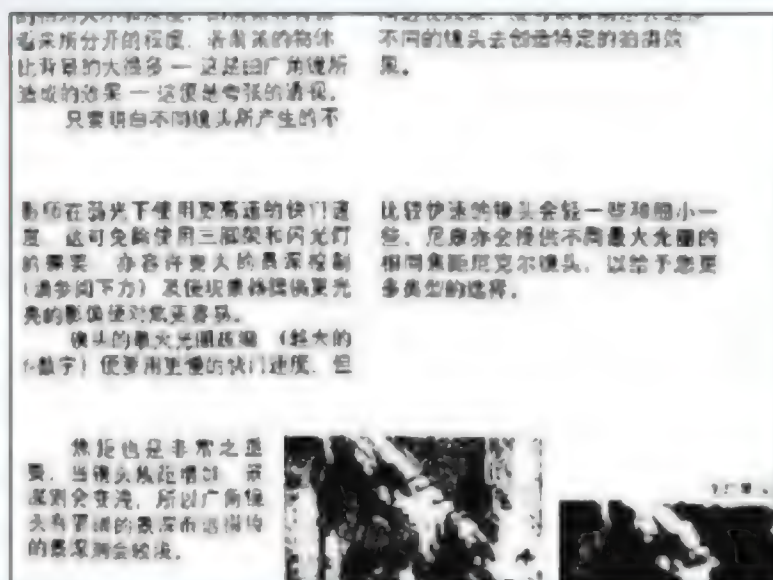 看来所分开的程度，若前景的物体
比背景的大很多 — 这是由广角镜所
造成的效果 — 这便是夸张的透视。
只要明白不同镜头所产生的不
不同的镜头去创造特定的拍摄效
果。
影师在弱光下使用更高速的快门速
度，这可免除使用三脚架和闪光灯
的需要，亦容许更大的景深控制
（请参阅下方）及使现象器提供更光
亮的影像使对焦更容易。
镜头的最大光圈越细（越大的
f-数字）便要用更慢的快门速度，但
比较快速的镜头会轻一些和细小一
些。尼康亦会提供不同最大光圈的
相同焦距尼克尔镜头，以给予您更
多类型的选择。
焦距也是非常之重
要，当镜头焦距增加，景
深则会变浅，所以广角镜
头有更深的景深而远摄镜
的景深则会较浅。